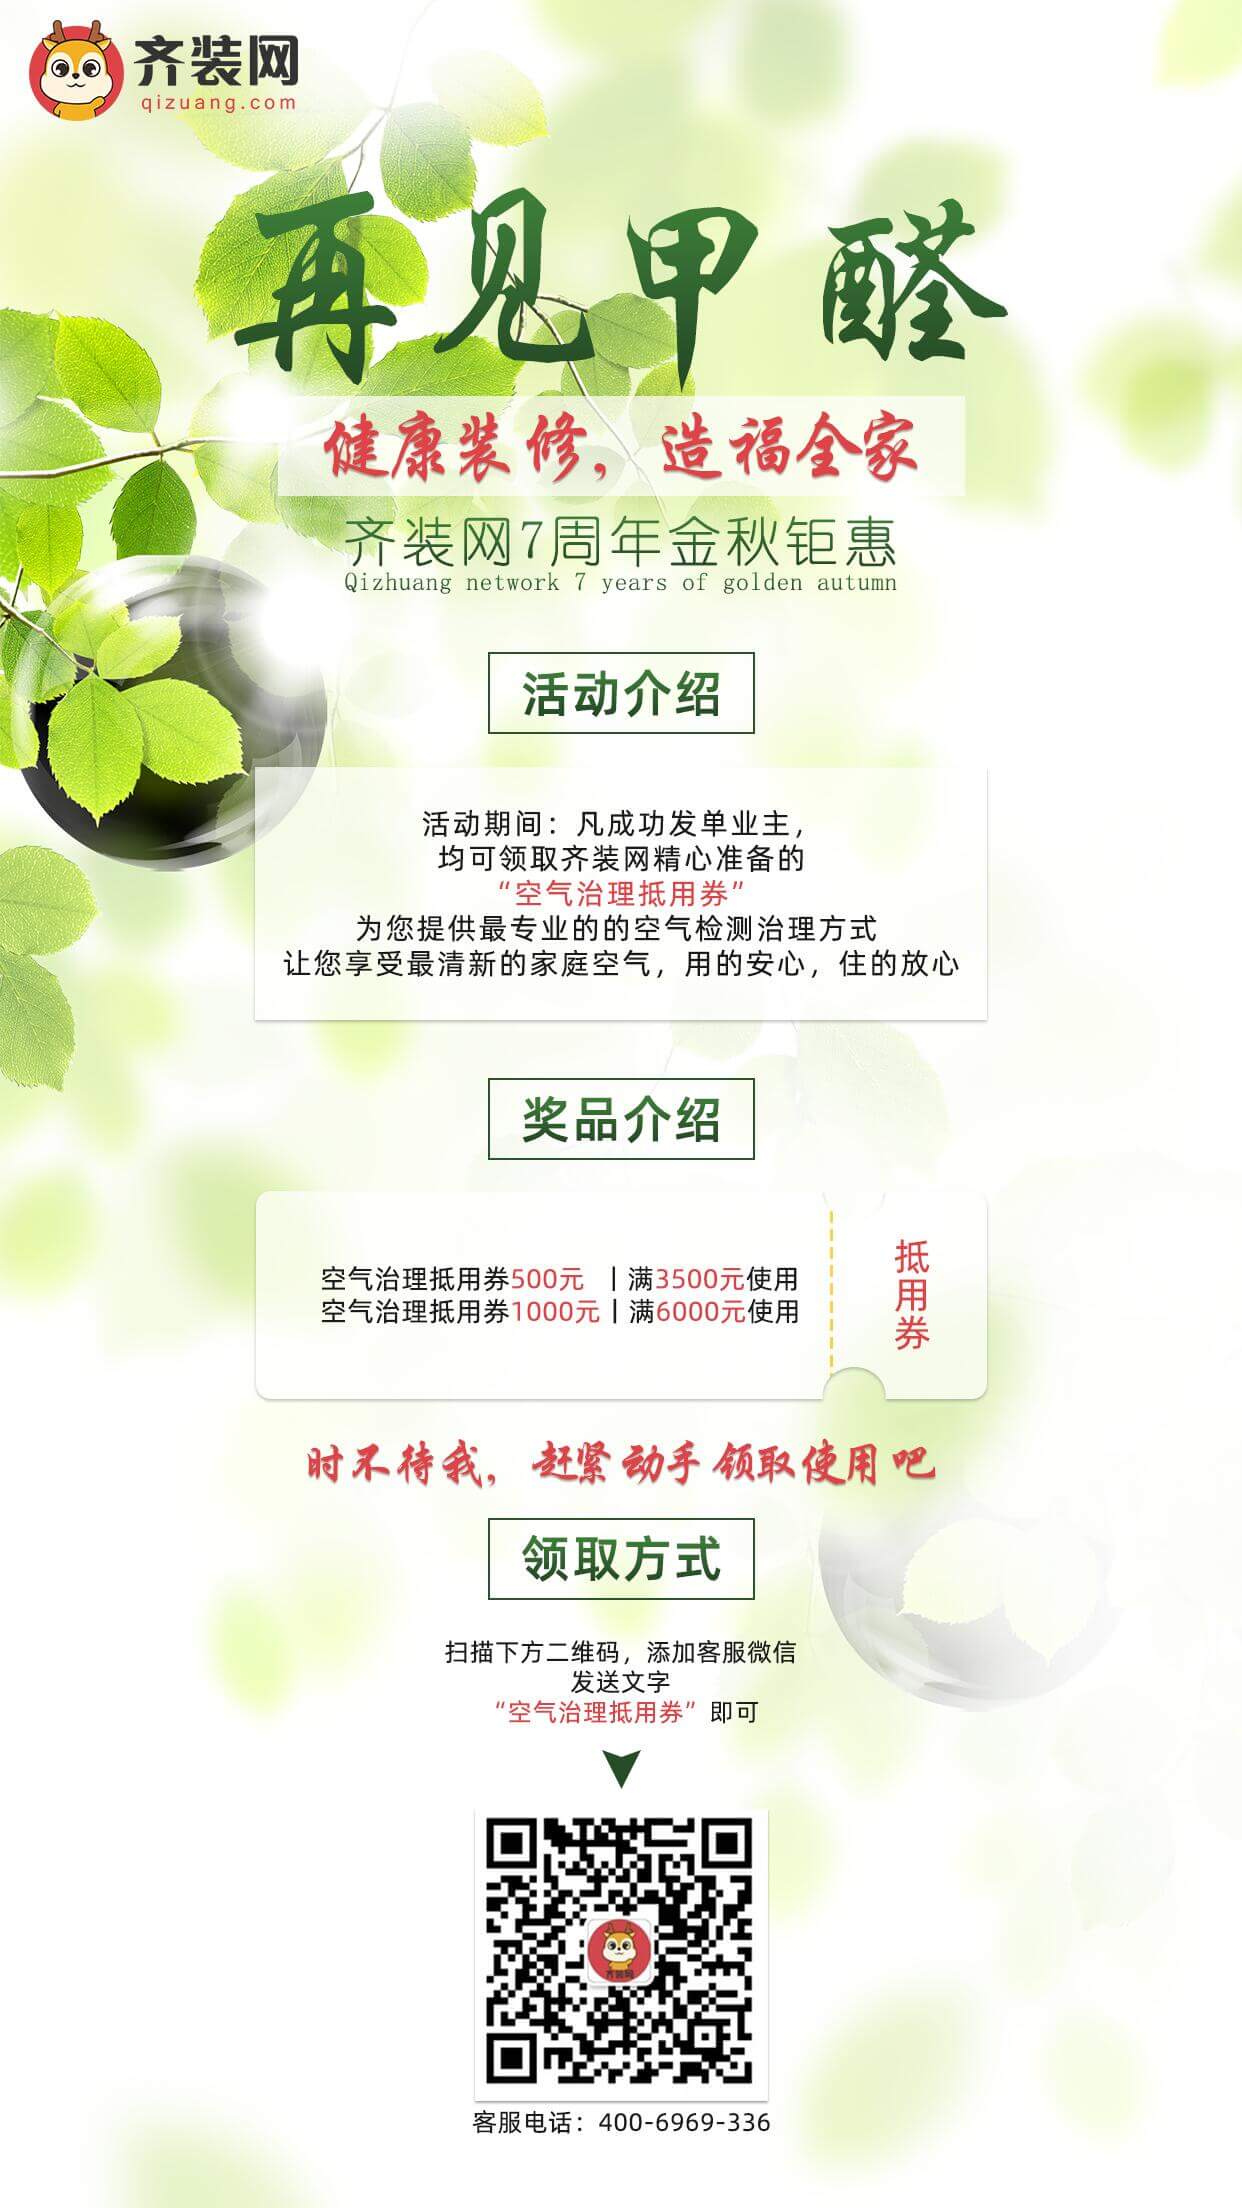 齐装网
qizuang.com
再见甲醛
健康装修，造福全家
齐装网7周年金秋钜惠
Qizhuang network 7 years of golden autumn
活动介绍
活动期间：凡成功发单业主，
均可领取齐装网精心准备的
“空气治理抵用券”
为您提供最专业的的空气检测治理方式
让您享受最清新的家庭空气，用的安心，住的放心
奖品介绍
空气治理抵用券500元 丨满3500元使用
空气治理抵用券1000元丨满6000元使用
抵用券
时不待我，赶紧动手领取使用吧
领取方式
扫描下方二维码，添加客服微信
发送文字
“空气治理抵用券”即可
齐装网
客服电话：400-6969-336